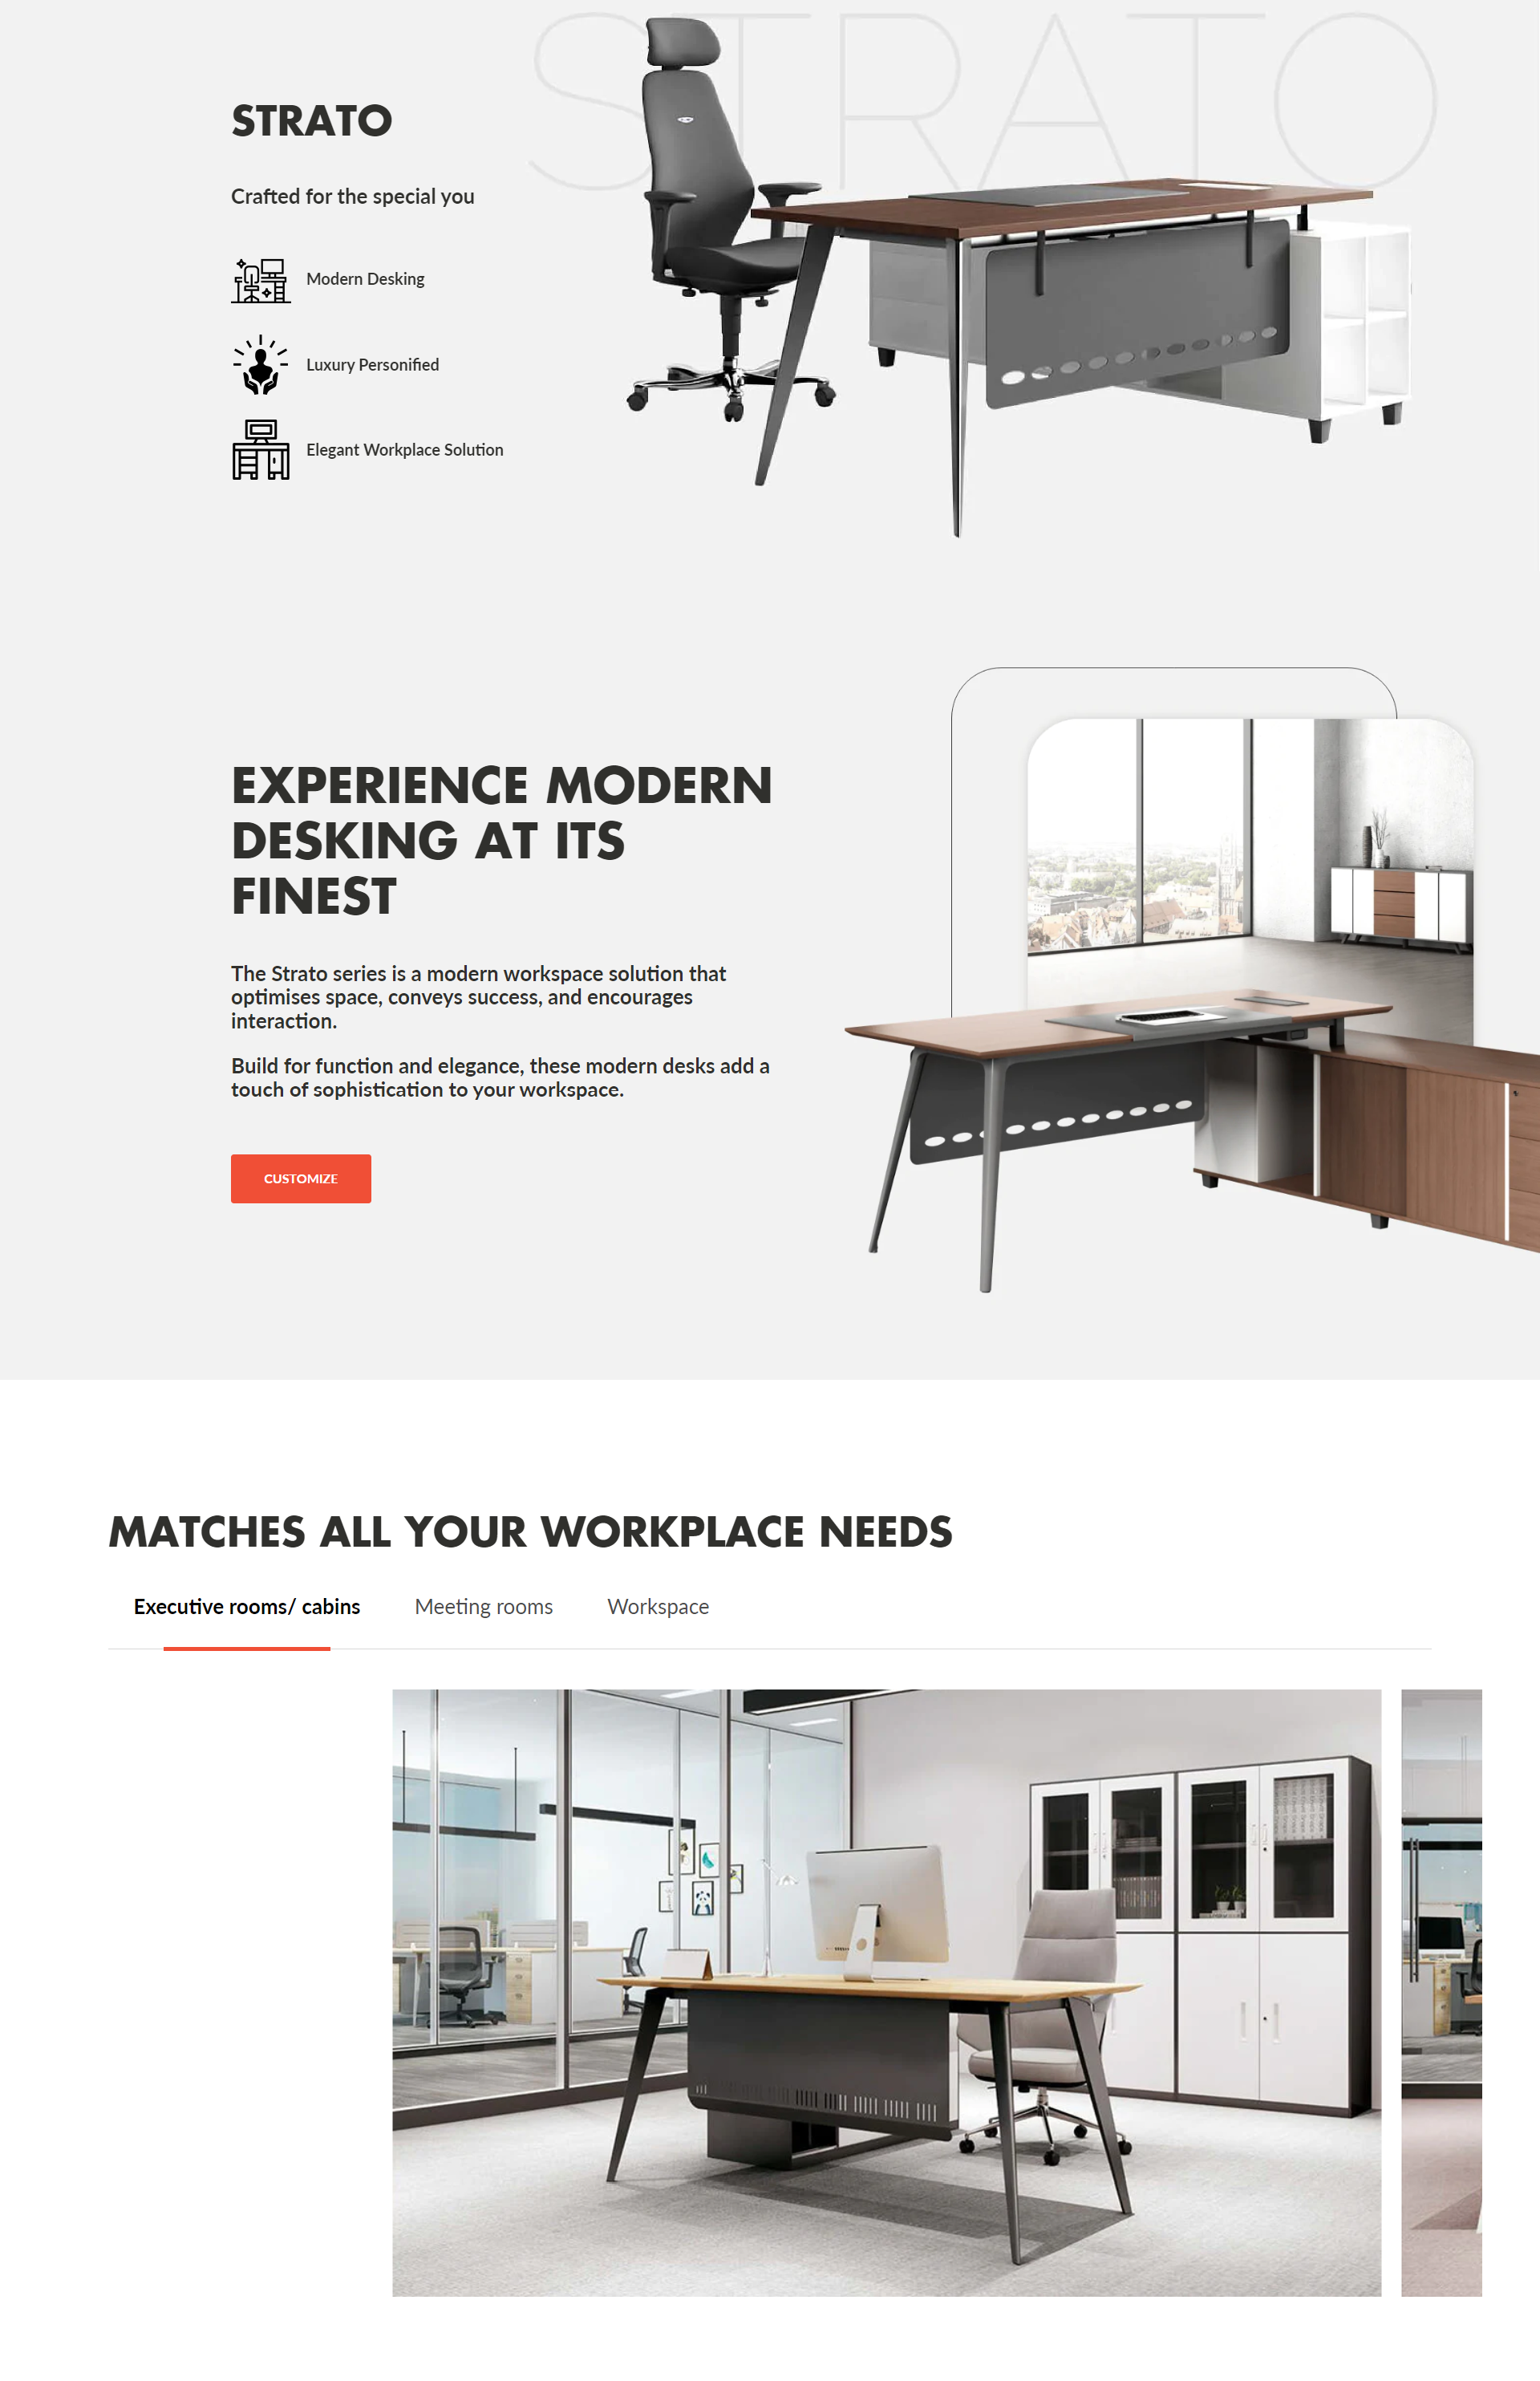 STRATO
STRATO
Crafted for the special you
Modern Desking
Luxury Personified
Elegant Workplace Solution
EXPERIENCE MODERN
DESKING AT ITS
FINEST
The Strato series is a modern workspace solution that
optimises space, conveys success, and encourages
interaction.
Build for function and elegance, these modern desks add a
touch of sophistication to your workspace.
CUSTOMIZE
MATCHES ALL YOUR WORKPLACE NEEDS
Executive rooms/ cabins
Meeting rooms
Workspace